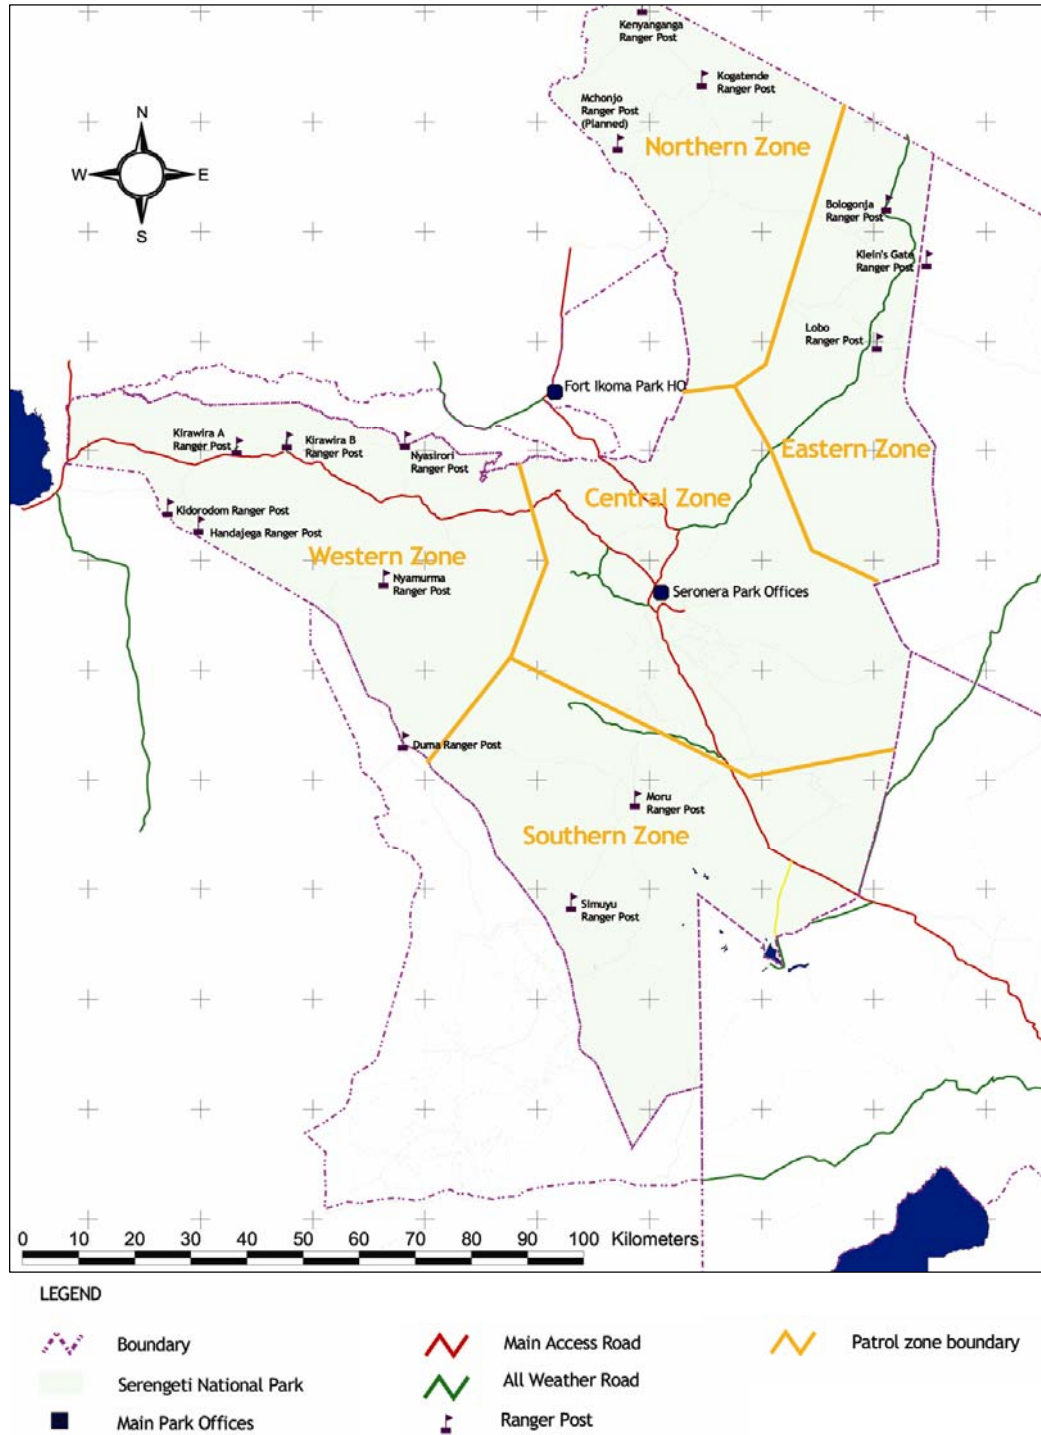 Kenyanganga
Ranger Post
Kogatende
Ranger Post
Mchonjo
Ranger Post
(Planned)
Northern Zone
N
W
E
S
Bologonja
Ranger Post
Klein's Gate
Ranger Post
Lobo
Ranger Post
Fort Ikoma Park HQ
Kirawira A
Ranger Post
Kirawira B
Ranger Post
Nyasirori
Ranger Post
Eastern Zone
Central Zone
Kidorodom Ranger Post
Handajega Ranger Post
Western Zone
Nyamurma
Ranger Post
Seronera Park Offices
Duma Ranger Post
Moru
Ranger Post
Southern Zone
Simuyu
Ranger Post
0 10 20 30 40 50 60 70 80 90 100 Kilometers
LEGEND
Boundary
Main Access Road
Patrol zone boundary
Serengeti National Park
All Weather Road
Main Park Offices
Ranger Post